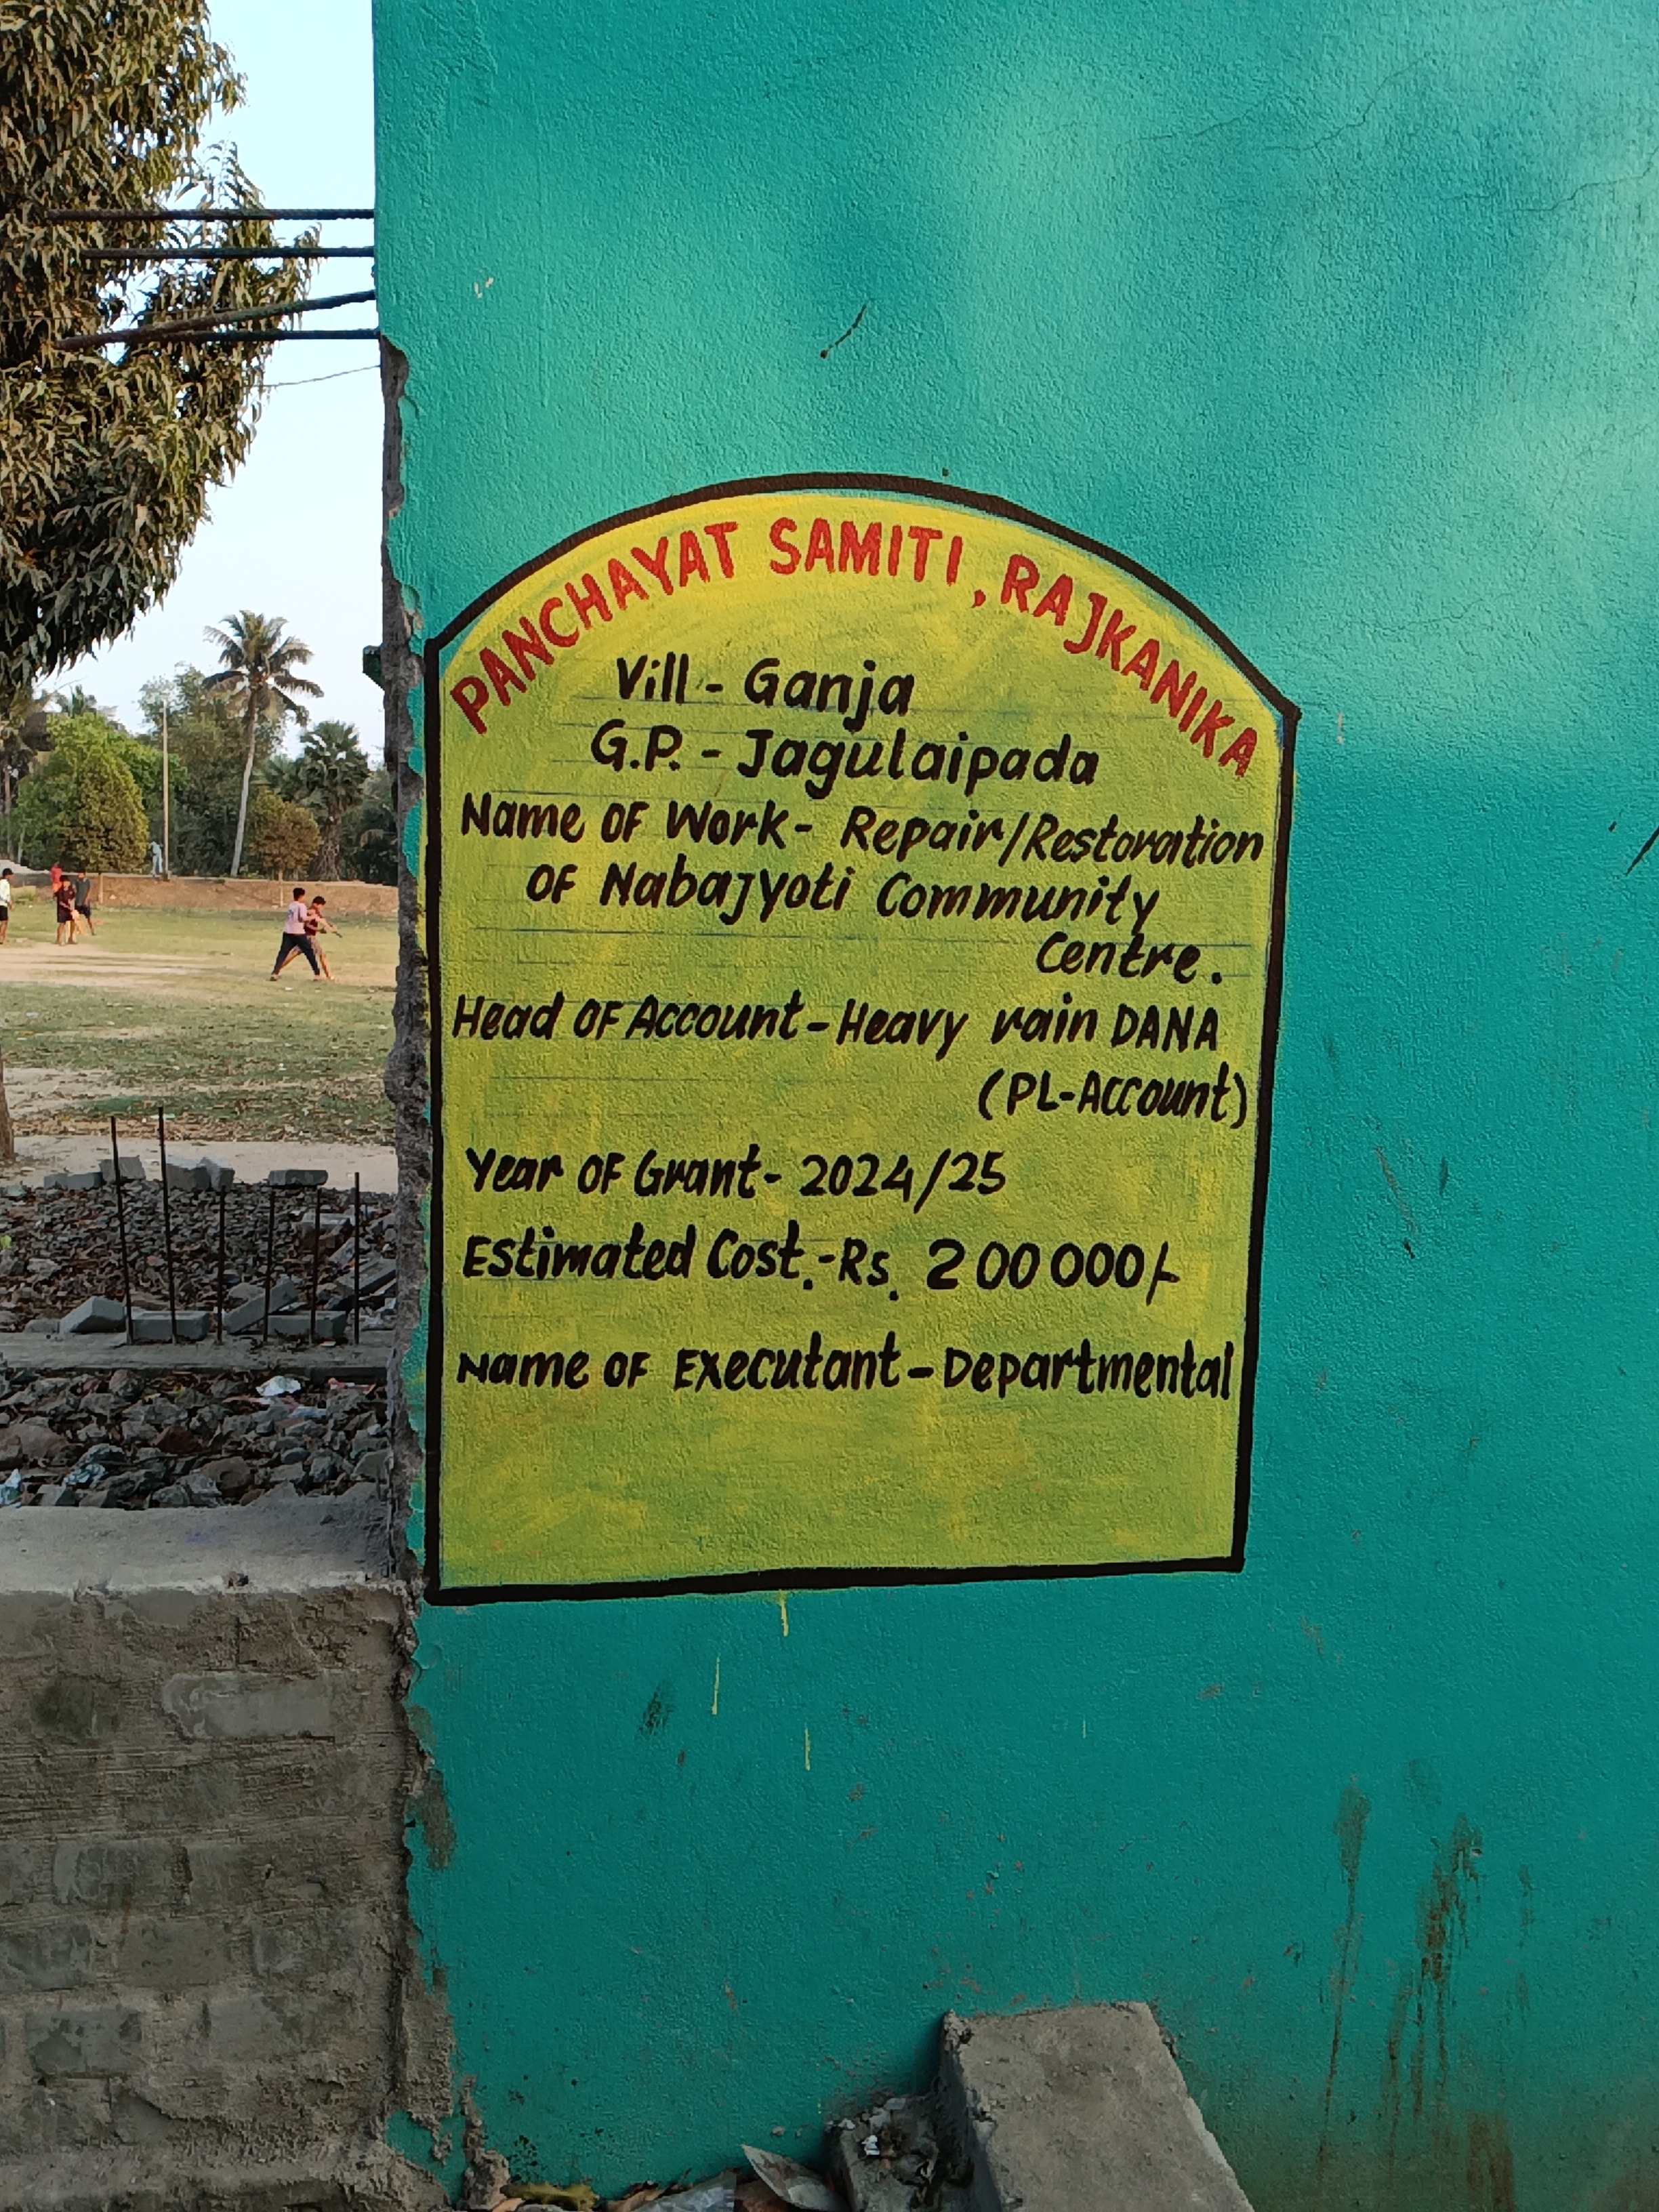 PANCHAYAT SAMITI, RAJKANIKA
Vill - Ganja
G.P. - Jagulaipada
Name OF Work - Repair/Restoration
OF Nabajyoti Community
Centre.
Head OF Account - Heavy rain DANA
(PL-Account)
Year OF Grant - 2024/25
Estimated Cost.-Rs. 200000/-
Name OF Executant - Departmental